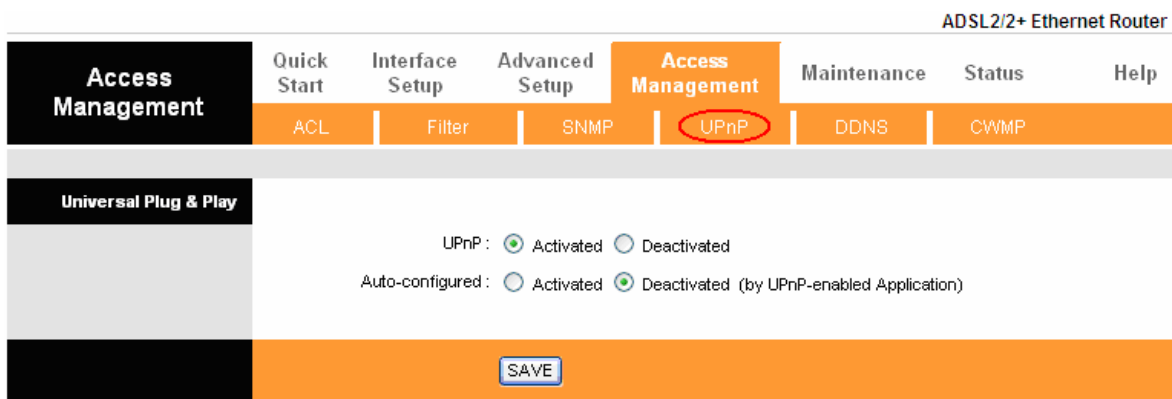 ADSL2/2+ Ethernet Router
Access Management
Quick Start
Interface Setup
Advanced Setup
Access Management
Maintenance
Status
Help
ACL
Filter
SNMP
UPnP
DDNS
CWMP
Universal Plug & Play
UPnP : Activated Deactivated
Auto-configured : Activated Deactivated (by UPnP-enabled Application)
SAVE